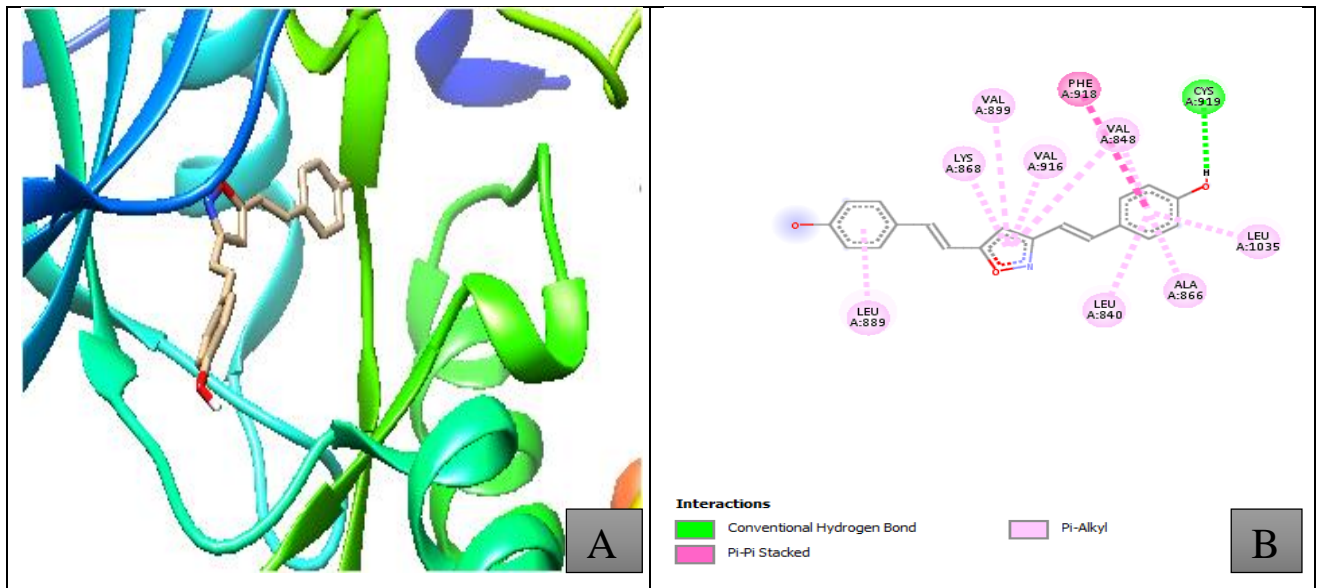 A
PHE
A:918
CYS
A:919
VAL
A:899
VAL
A:848
LYS
A:868
VAL
A:916
H
O
O
O
N
LEU
A:1035
ALA
A:866
LEU
A:840
LEU
A:889
Interactions
Conventional Hydrogen Bond
Pi-Alkyl
Pi-Pi Stacked
B